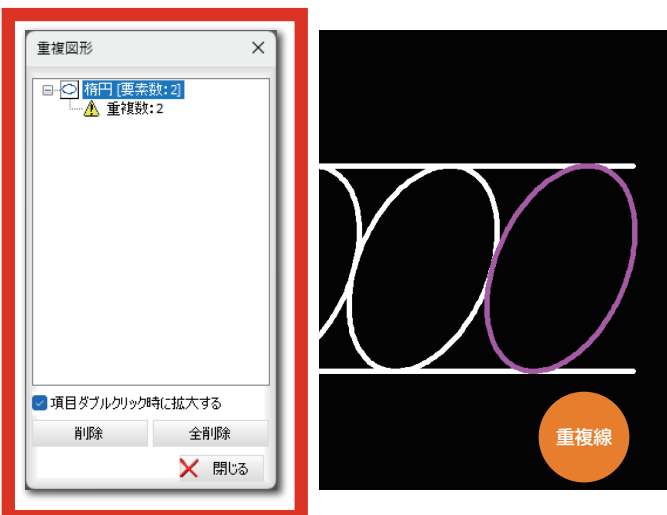 重複図形
楕円 [要素数: 2]
重複数: 2
項目ダブルクリック時に拡大する
削除
全削除
閉じる
重複線